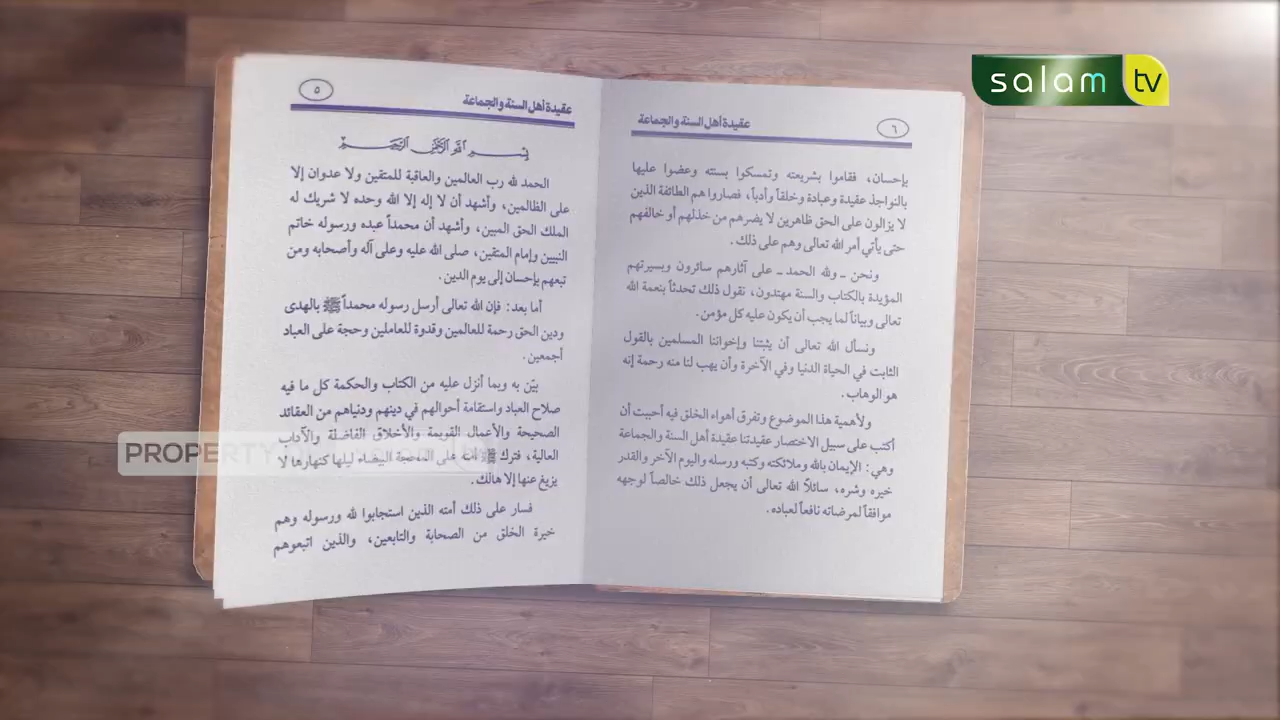 salam tv
٥
عقيدة أهل السنة والجماعة
بسم الله الرحمن الرحيم
الحمد لله رب العالمين والعاقبة للمتقين ولا عدوان إلا
على الظالمين، وأشهد أن لا إله إلا الله وحده لا شريك له
الملك الحق المبين، وأشهد أن محمداً عبده ورسوله خاتم
النبيين وإمام المتقين، صلى الله عليه وعلى آله وأصحابه ومن
تبعهم بإحسان إلى يوم الدين.
أما بعد: فإن الله تعالى أرسل رسوله محمداً ﷺ بالهدى
ودين الحق رحمة للعالمين وقدوة للعاملين وحجة على العباد
أجمعين.
بيّن به وبما أنزل عليه من الكتاب والحكمة كل ما فيه
صلاح العباد واستقامة أحوالهم في دينهم ودنياهم من العقائد
الصحيحة والأعمال القويمة والأخلاق الفاضلة والآداب
العالية، فترك ﷺ أمته على المحجة البيضاء ليلها كنهارها لا
يزيغ عنها إلا هالك.
فسار على ذلك أمته الذين استجابوا لله ورسوله وهم
خيرة الخلق من الصحابة والتابعين، والذين اتبعوهم
PROPERTY
عقيدة أهل السنة والجماعة
٦
بإحسان، فقاموا بشريعته وتمسكوا بسنته وعضوا عليها
بالنواجذ عقيدة وعبادة وخلقاً وأدباً، فصاروا هم الطائفة الذين
لا يزالون على الحق ظاهرين لا يضرهم من خذلهم أو خالفهم
حتى يأتي أمر الله تعالى وهم على ذلك.
ونحن ـ ولله الحمد ـ على آثارهم سائرون وبسيرتهم
المؤيدة بالكتاب والسنة مهتدون، نقول ذلك تحدثاً بنعمة الله
تعالى وبياناً لما يجب أن يكون عليه كل مؤمن.
ونسأل الله تعالى أن يثبتنا وإخواننا المسلمين بالقول
الثابت في الحياة الدنيا وفي الآخرة وأن يهب لنا منه رحمة إنه
هو الوهاب.
ولأهمية هذا الموضوع وتفرق أهواء الخلق فيه أحببت أن
أكتب على سبيل الاختصار عقيدتنا عقيدة أهل السنة والجماعة
وهي: الإيمان بالله وملائكته وكتبه ورسله واليوم الآخر والقدر
خيره وشره، سائلاً الله تعالى أن يجعل ذلك خالصاً لوجهه
موافقاً لمرضاته نافعاً لعباده.